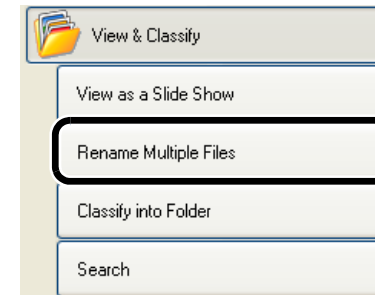 View & Classify
View as a Slide Show
Rename Multiple Files
Classify into Folder
Search